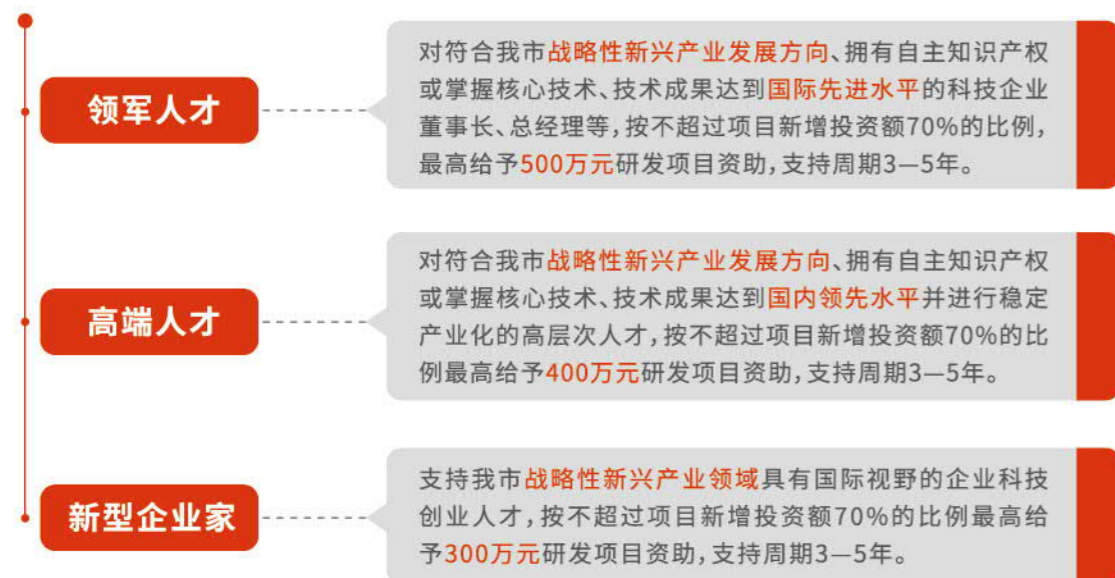 领军人才
对符合我市战略性新兴产业发展方向、拥有自主知识产权
或掌握核心技术、技术成果达到国际先进水平的科技企业
董事长、总经理等,按不超过项目新增投资额70%的比例,
最高给予500万元研发项目资助,支持周期3—5年。
高端人才
对符合我市战略性新兴产业发展方向、拥有自主知识产权
或掌握核心技术、技术成果达到国内领先水平并进行稳定
产业化的高层次人才,按不超过项目新增投资额70%的比
例最高给予400万元研发项目资助,支持周期3—5年。
新型企业家
支持我市战略性新兴产业领域具有国际视野的企业科技
创业人才,按不超过项目新增投资额70%的比例最高给
予300万元研发项目资助,支持周期3—5年。